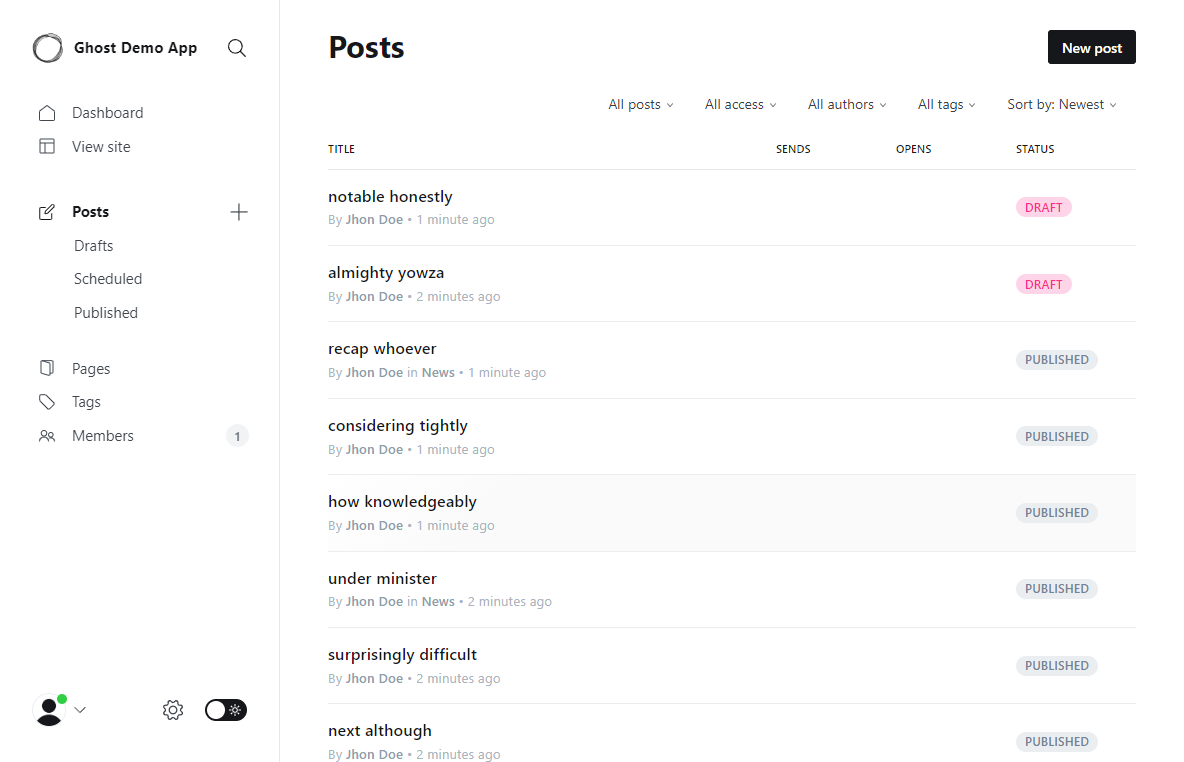 Ghost Demo App
Dashboard
View site
Posts
Drafts
Scheduled
Published
Pages
Tags
Members 1
Posts
New post
All posts All access All authors All tags Sort by: Newest
TITLE SENDS OPENS STATUS
notable honestly
By Jhon Doe • 1 minute ago
DRAFT
almighty yowza
By Jhon Doe • 2 minutes ago
DRAFT
recap whoever
By Jhon Doe in News • 1 minute ago
PUBLISHED
considering tightly
By Jhon Doe • 1 minute ago
PUBLISHED
how knowledgeably
By Jhon Doe • 1 minute ago
PUBLISHED
under minister
By Jhon Doe in News • 2 minutes ago
PUBLISHED
surprisingly difficult
By Jhon Doe • 2 minutes ago
PUBLISHED
next although
By Jhon Doe • 2 minutes ago
PUBLISHED